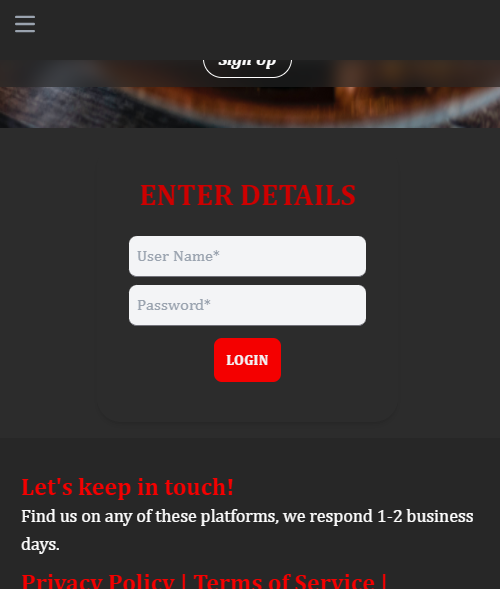 Sign Up
ENTER DETAILS
User Name*
Password*
LOGIN
Let's keep in touch!
Find us on any of these platforms, we respond 1-2 business
days.
Privacy Policy | Terms of Service |